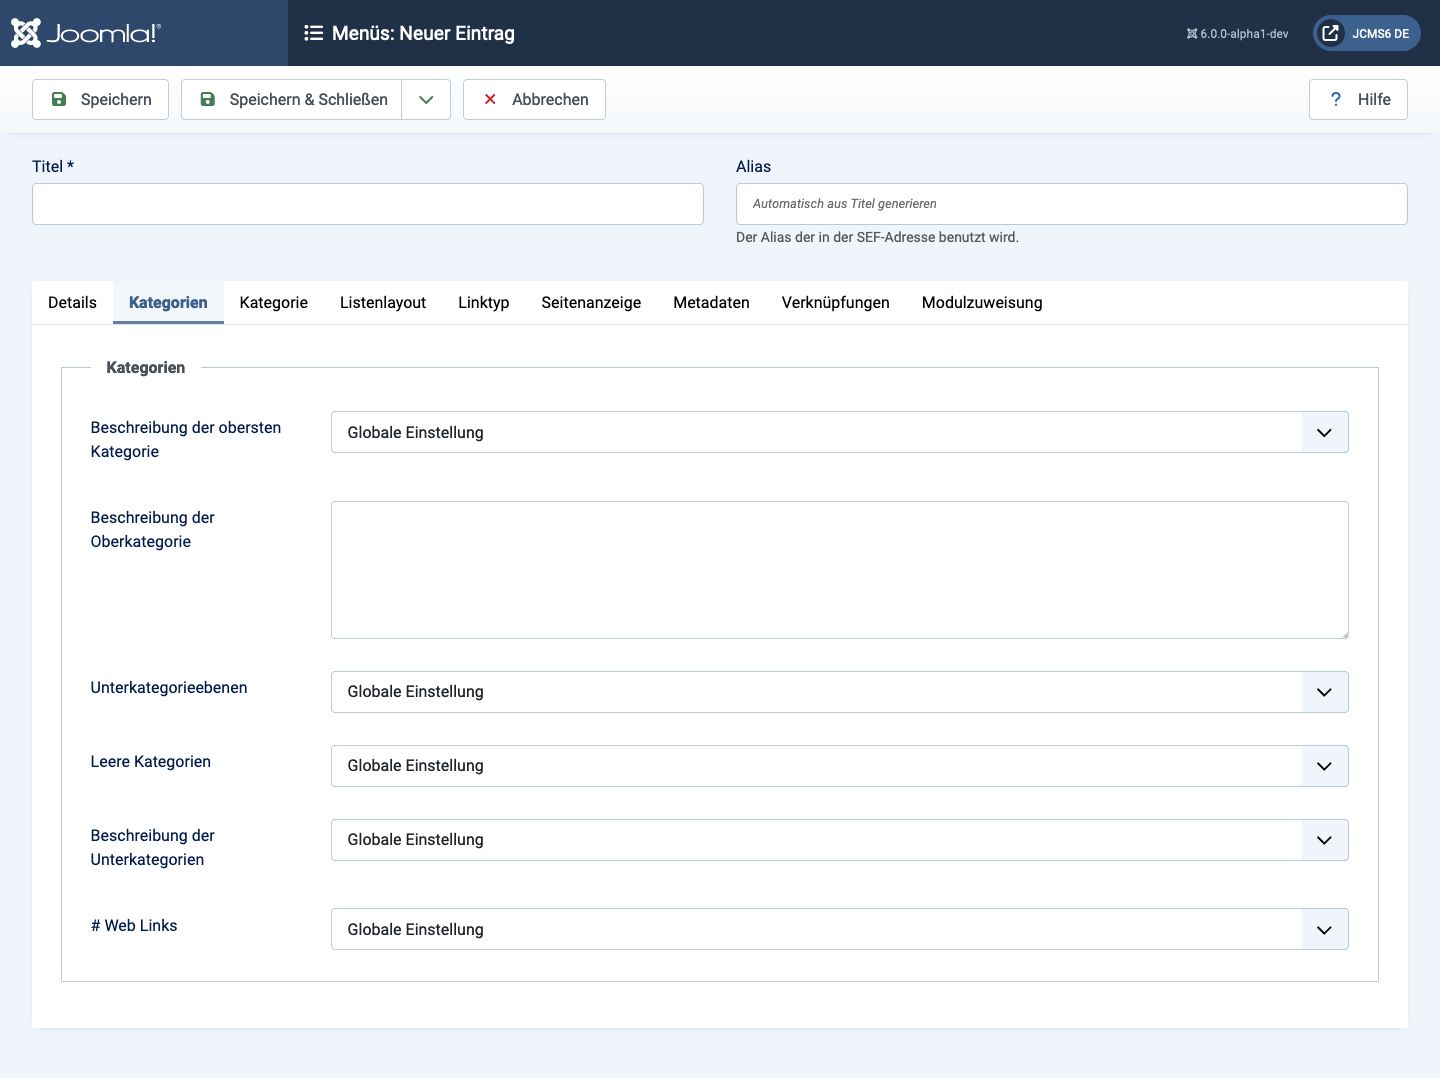 Joomla!®
Menüs: Neuer Eintrag
6.0.0-alpha1-dev
JCMS6 DE
Speichern
Speichern & Schließen
Abbrechen
? Hilfe
Titel *
Alias
Automatisch aus Titel generieren
Der Alias der in der SEF-Adresse benutzt wird.
Details Kategorien Kategorie Listenlayout Linktyp Seitenanzeige Metadaten Verknüpfungen Modulzuweisung
Kategorien
Beschreibung der obersten
Kategorie
Globale Einstellung
Beschreibung der
Oberkategorie
Unterkategorieebenen
Globale Einstellung
Leere Kategorien
Globale Einstellung
Beschreibung der
Unterkategorien
Globale Einstellung
# Web Links
Globale Einstellung